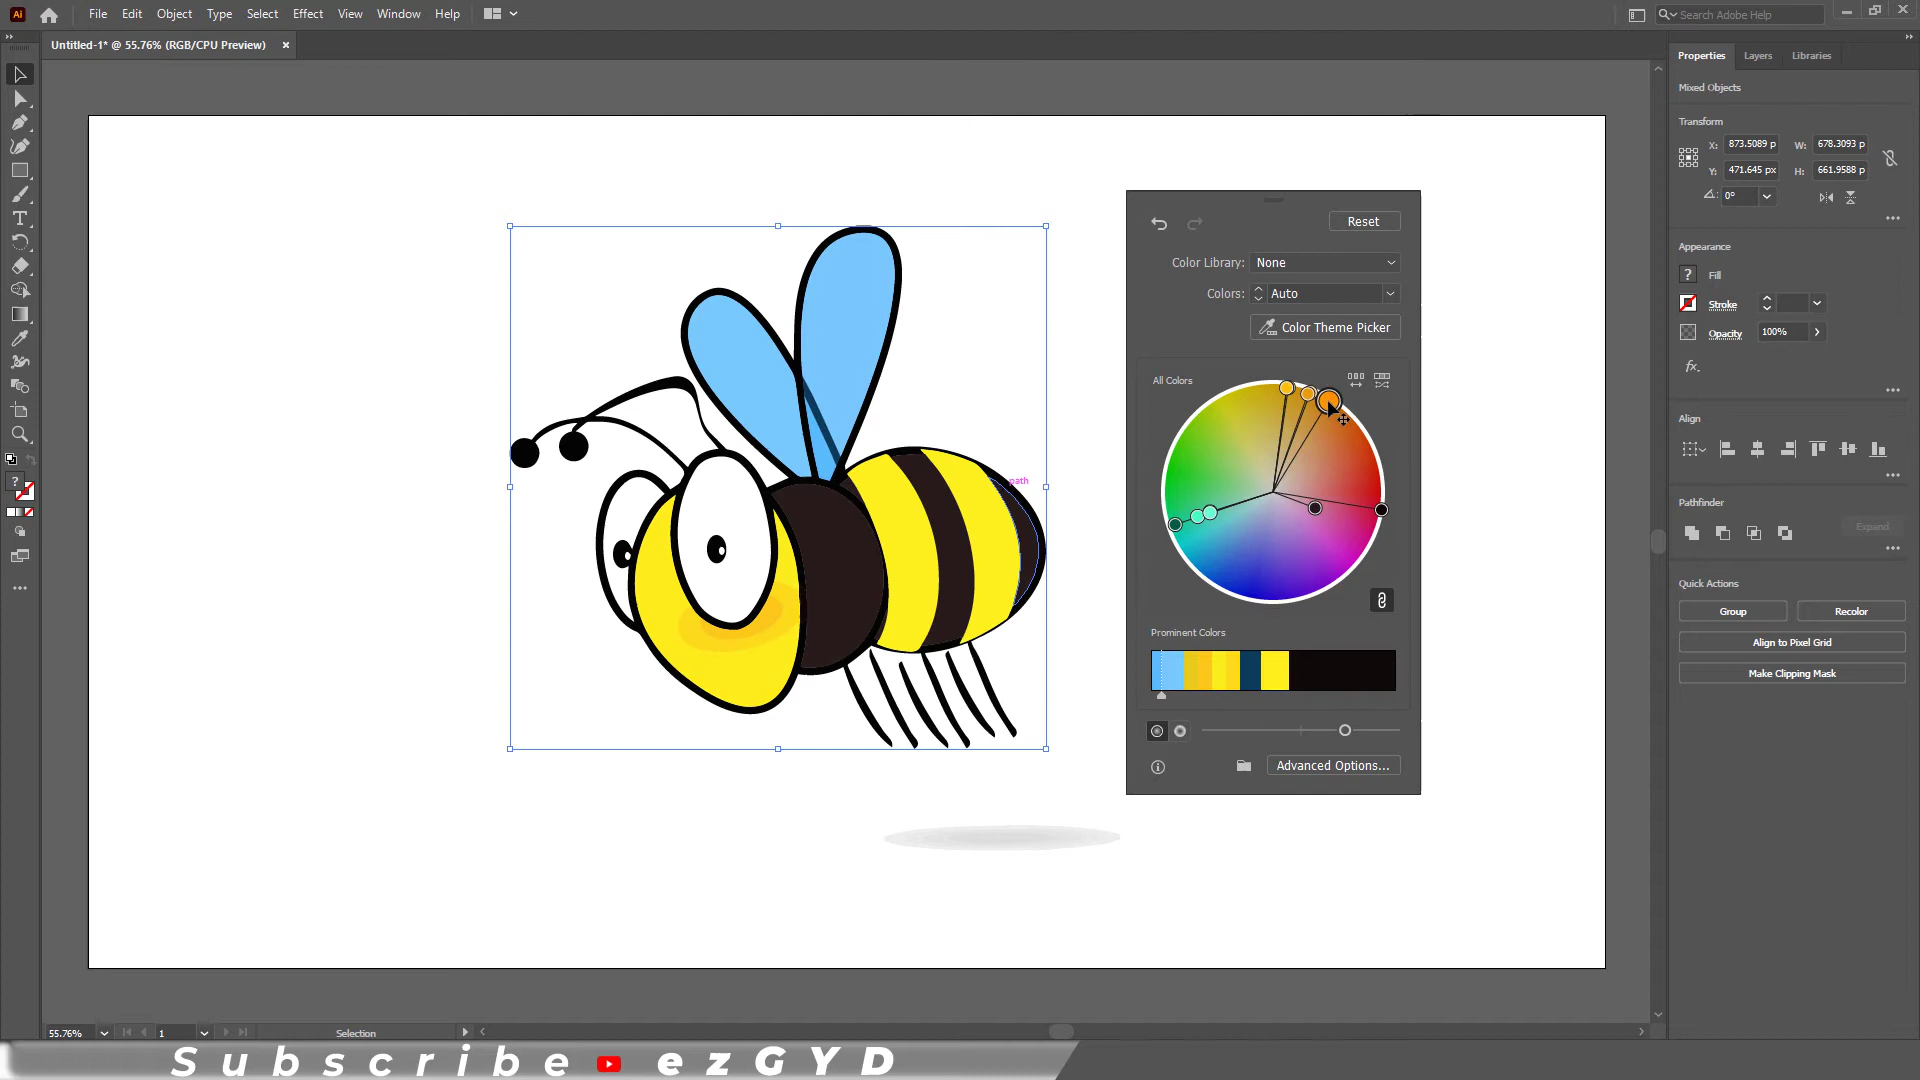 Ai File Edit Object Type Select Effect View Window Help Search Adobe Help
Untitled-1* @ 55.76% (RGB/CPU Preview) ×
Properties Layers Libraries
Mixed Objects
Transform
X: 873.5089 p W: 678.3093 p
Y: 471.645 px H: 661.9588 p
0°
Appearance
? Fill
Stroke
Opacity 100%
fx.
Align
Pathfinder
Expand
Quick Actions
Group Recolor
Align to Pixel Grid
Make Clipping Mask
T
?
path
Reset
Color Library: None
Colors: Auto
Color Theme Picker
All Colors
Prominent Colors
Advanced Options...
55.76% 1 Selection
Subscribe ezGYD